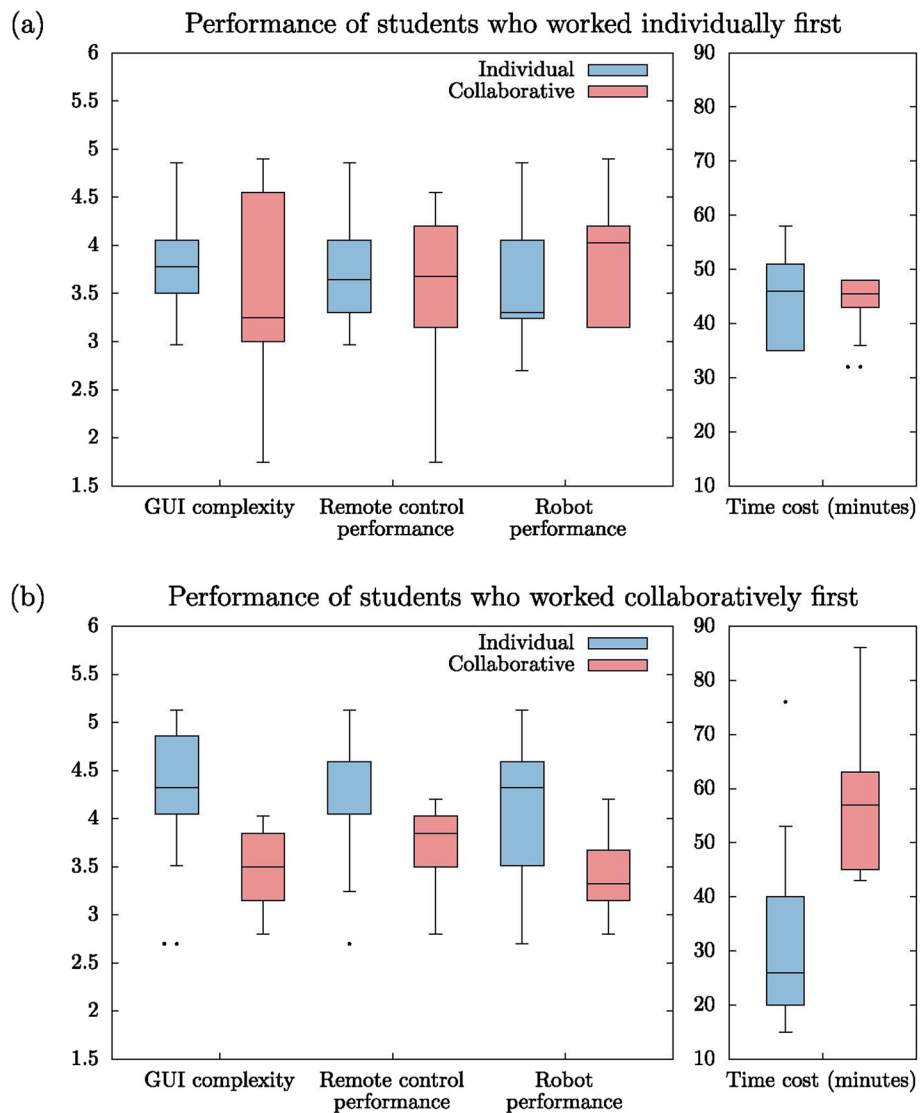 (a) Performance of students who worked individually first
6
5.5
5
4.5
4
3.5
3
2.5
2
1.5
Individual
Collaborative
GUI complexity
Remote control
performance
Robot
performance
90
80
70
60
50
40
30
20
10
Time cost (minutes)
(b) Performance of students who worked collaboratively first
6
5.5
5
4.5
4
3.5
3
2.5
2
1.5
Individual
Collaborative
GUI complexity
Remote control
performance
Robot
performance
90
80
70
60
50
40
30
20
10
Time cost (minutes)